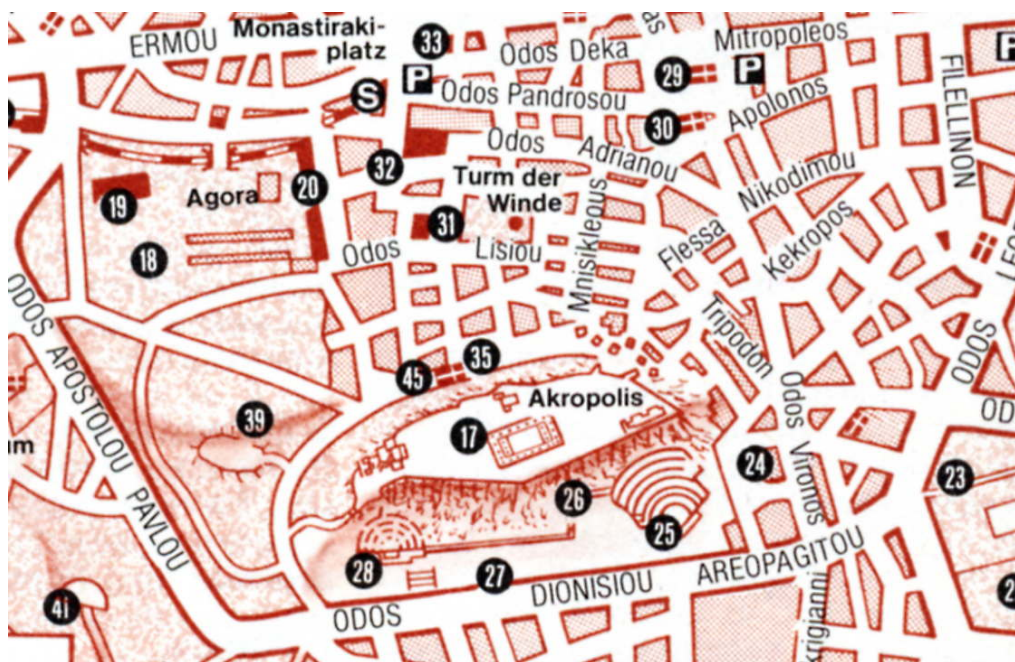 ERMOU
Monastiraki-
platz
33
Odos Deka
Mitropoleos
29
P
P
P
FILELLINON
S
Odos Pandrosou
30
Apolonos
Odos Adrianou
32
20
19
Agora
Turm der
Winde
31
Nikodimou
Kekropos
Flessa
18
Odos Lisiou
Mnisikleous
Tripodon
ODOS APOSTOLOU PAVLOU
45
35
Akropolis
17
39
Odos Vironos
ODOS
24
23
26
25
28
27
41
ODOS DIONISIOU AREOPAGITOU